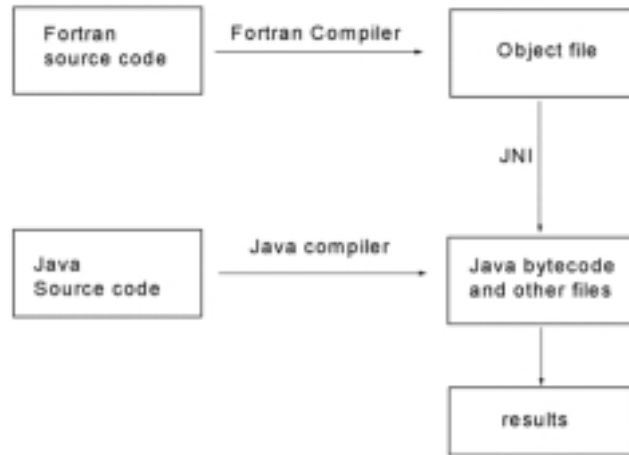 Fortran
source code
Fortran Compiler
Object file
JNI
Java
Source code
Java compiler
Java bytecode
and other files
results